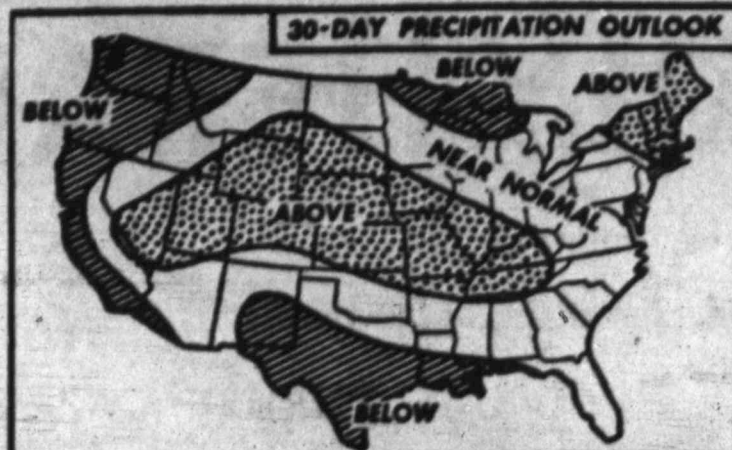 30-DAY PRECIPITATION OUTLOOK
BELOW
ABOVE
BELOW
NEAR NORMAL
ABOVE
BELOW